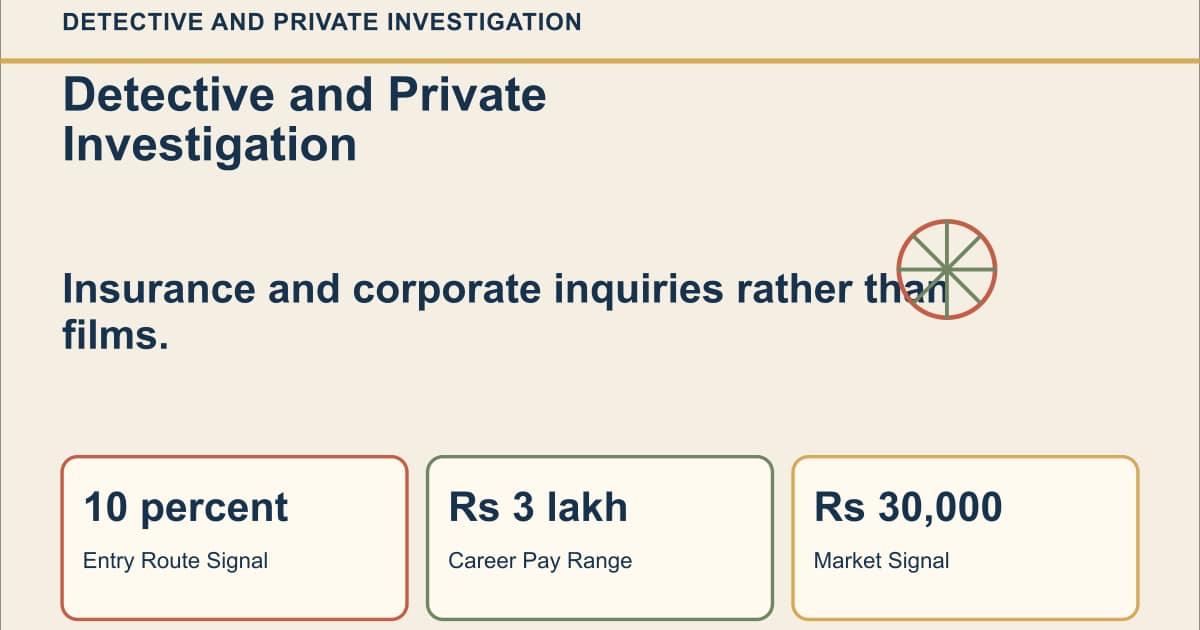 DETECTIVE AND PRIVATE INVESTIGATION
Detective and Private
Investigation
Insurance and corporate inquiries rather than
films.
10 percent
Entry Route Signal
Rs 3 lakh
Career Pay Range
Rs 30,000
Market Signal